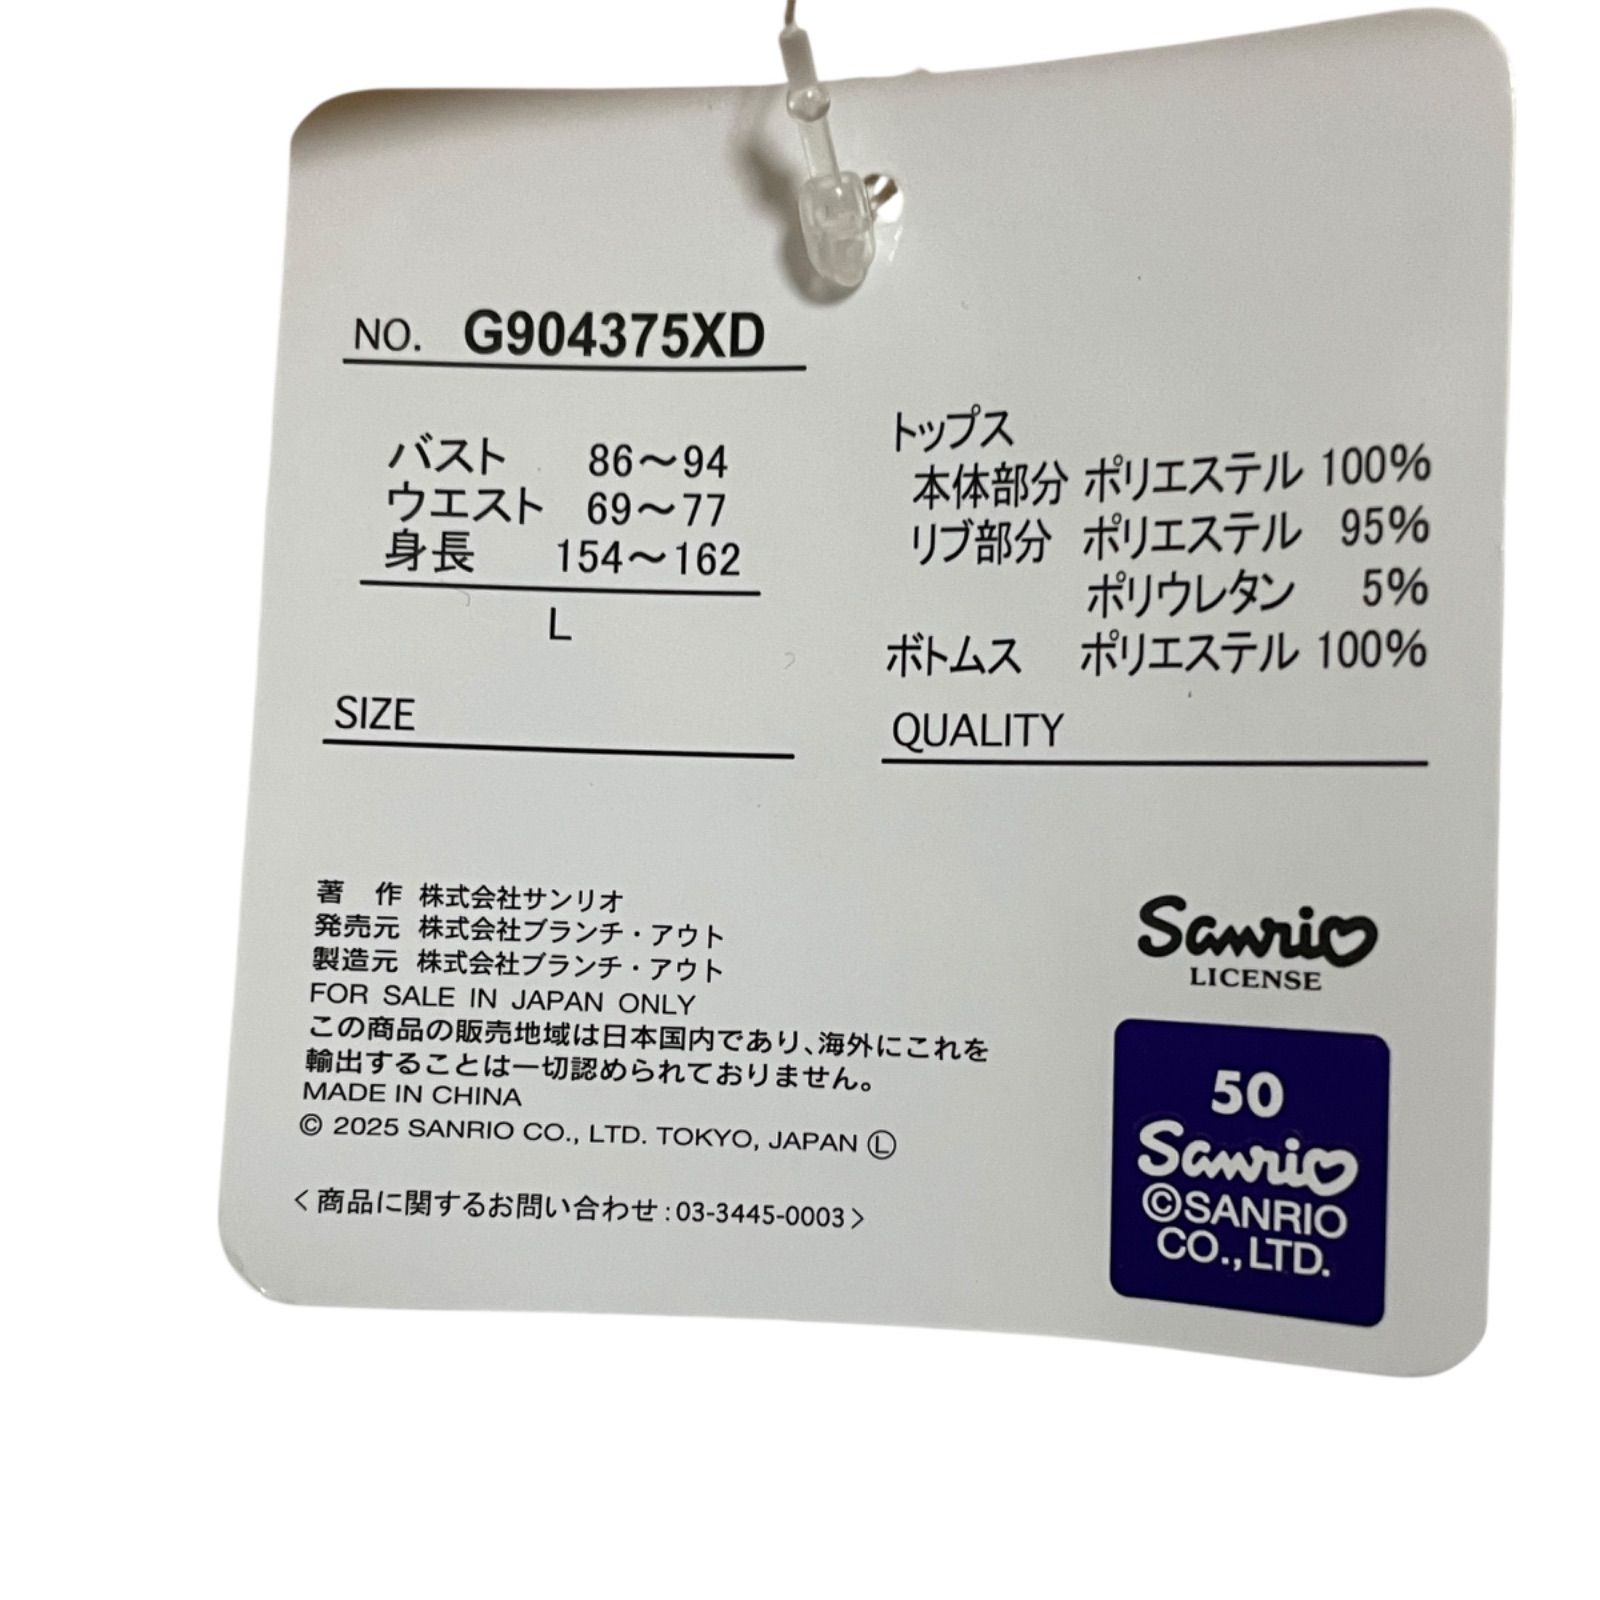 NO. G904375XD
バスト 86～94
ウエスト 69～77
身長 154～162
L
SIZE
トップス
本体部分 ポリエステル 100%
リブ部分 ポリエステル 95%
ポリウレタン 5%
ボトムス ポリエステル 100%
QUALITY
著 作 株式会社サンリオ
発売元 株式会社ブランチ・アウト
製造元 株式会社ブランチ・アウト
FOR SALE IN JAPAN ONLY
この商品の販売地域は日本国内であり、海外にこれを
輸出することは一切認められておりません。
MADE IN CHINA
© 2025 SANRIO CO., LTD. TOKYO, JAPAN Ⓛ
<商品に関するお問い合わせ:03-3445-0003>
Sanrio
LICENSE
50
Sanrio
©SANRIO
CO.,LTD.